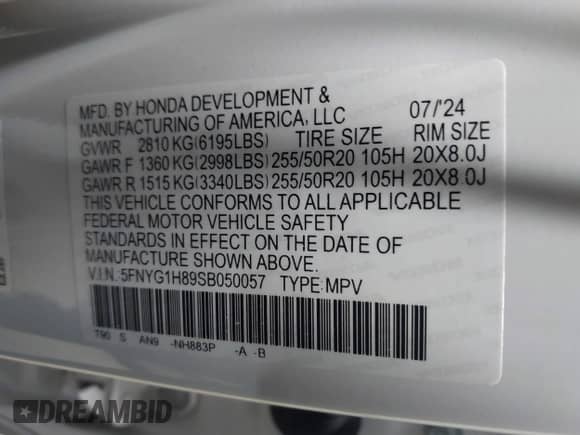 MFD. BY HONDA DEVELOPMENT &
MANUFACTURING OF AMERICA, LLC 07/'24
GVWR 2810 KG(6195LBS) TIRE SIZE RIM SIZE
GAWR F 1360 KG(2998LBS) 255/50R20 105H 20X8.0J
GAWR R 1515 KG(3340LBS) 255/50R20 105H 20X8.0J
THIS VEHICLE CONFORMS TO ALL APPLICABLE
FEDERAL MOTOR VEHICLE SAFETY
STANDARDS IN EFFECT ON THE DATE OF
MANUFACTURE SHOWN ABOVE.
V.I.N.:5FNYG1H89SB050057 TYPE:MPV
T90 S AN9 -NH883P -A -B
DREAMBID